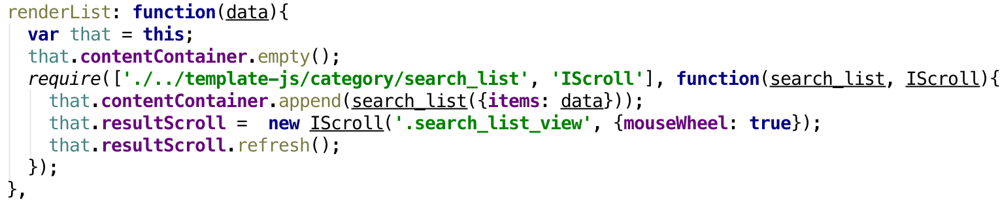 renderList: function(data){
  var that = this;
  that.contentContainer.empty();
  require(['./../template-js/category/search_list', 'IScroll'], function(search_list, IScroll){
    that.contentContainer.append(search_list({items: data}));
    that.resultScroll =  new IScroll('.search_list_view', {mouseWheel: true});
    that.resultScroll.refresh();
  });
},